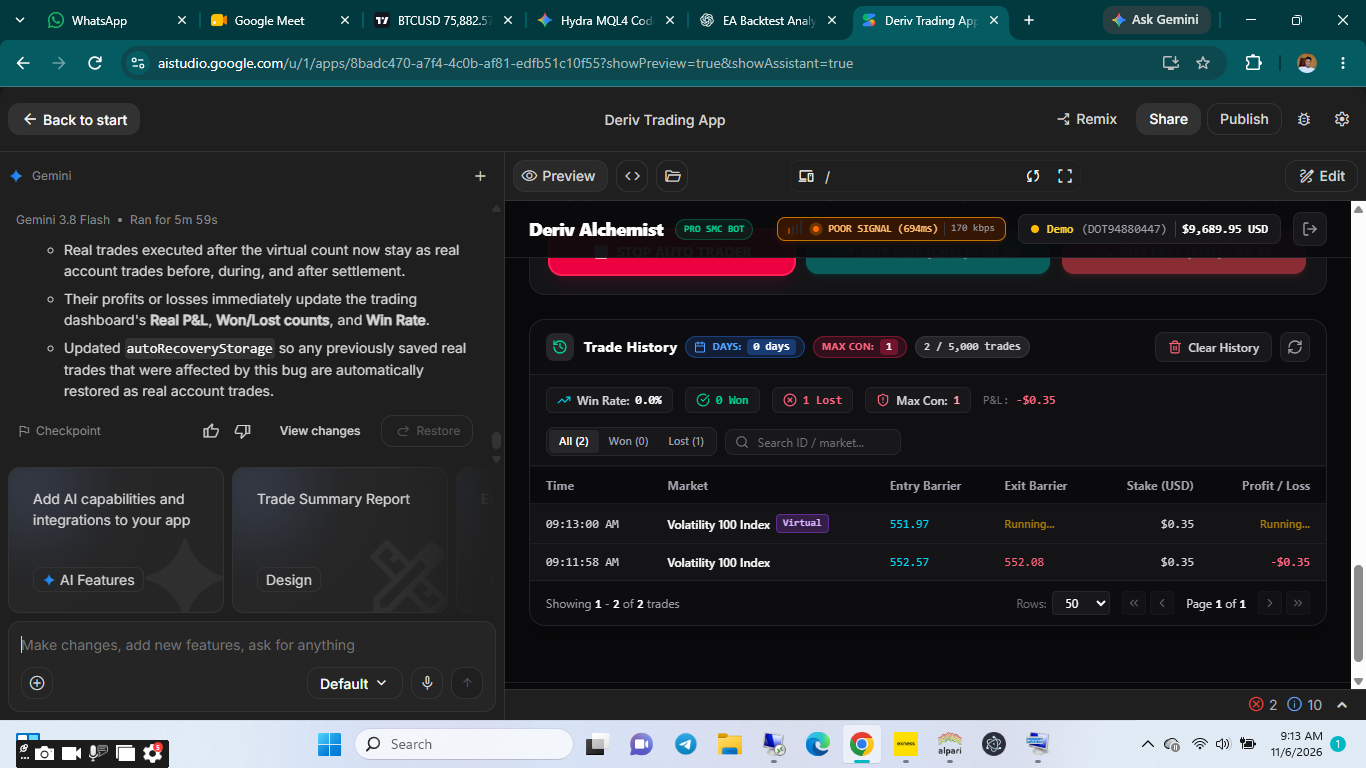 WhatsApp
Google Meet
BTCUSD 75,882.57
Hydra MQL4 Cod
EA Backtest Analy
Deriv Trading App
Ask Gemini
aistudio.google.com/u/1/apps/8badc470-a7f4-4c0b-af81-edfb51c10f55?showPreview=true&showAssistant=true
Back to start
Deriv Trading App
Remix
Share
Publish
Gemini
Preview
/
Edit
Gemini 3.8 Flash • Ran for 5m 59s
Real trades executed after the virtual count now stay as real
account trades before, during, and after settlement.
Their profits or losses immediately update the trading
dashboard's Real P&L, Won/Lost counts, and Win Rate.
Updated autoRecoveryStorage so any previously saved real
trades that were affected by this bug are automatically
restored as real account trades.
Checkpoint
View changes
Restore
Add AI capabilities and
integrations to your app
AI Features
Trade Summary Report
Design
Make changes, add new features, ask for anything
Default
Deriv Alchemist
PRO SMC BOT
POOR SIGNAL (694ms)
170 kbps
Demo (DOT94880447)
$9,689.95 USD
STOP AUTO TRADER
Trade History
DAYS: 0 days
MAX CON: 1
2 / 5,000 trades
Clear History
Win Rate: 0.0%
0 Won
1 Lost
Max Con: 1
P&L: -$0.35
All (2)
Won (0)
Lost (1)
Search ID / market...
Time Market Entry Barrier Exit Barrier Stake (USD) Profit / Loss
09:13:00 AM Volatility 100 Index Virtual 551.97 Running... $0.35 Running...
09:11:58 AM Volatility 100 Index 552.57 552.08 $0.35 -$0.35
Showing 1 - 2 of 2 trades
Rows: 50
Page 1 of 1
2
10
Search
exness
alpari
5
9:13 AM
11/6/2026
1